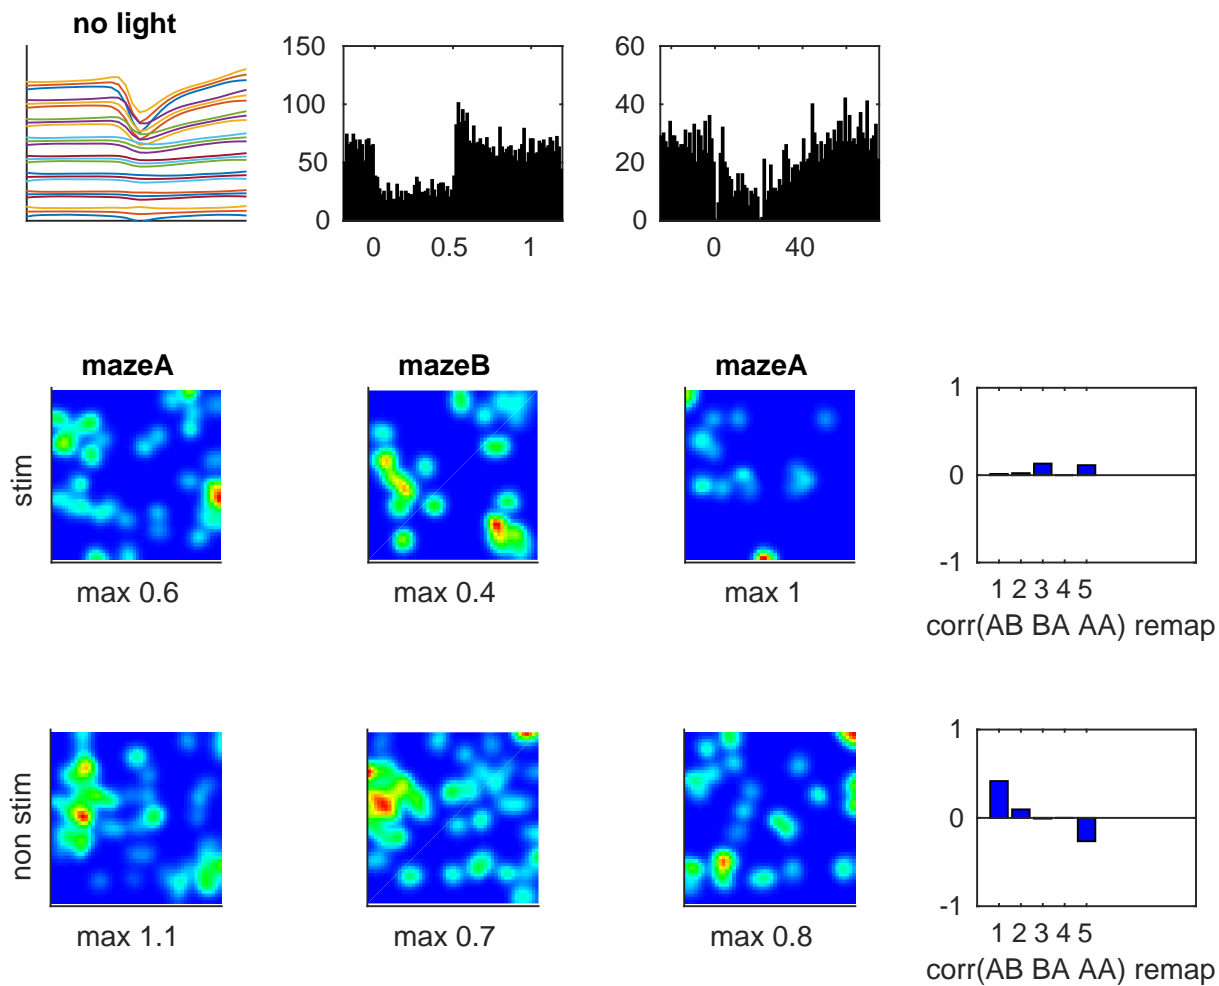 no light
150
100
50
0
0 0.5 1
60
40
20
0
0 40
mazeA mazeB mazeA
stim
max 0.6 max 0.4 max 1
1
0
-1
1 2 3 4 5
corr(AB BA AA) remap
non stim
max 1.1 max 0.7 max 0.8
1
0
-1
1 2 3 4 5
corr(AB BA AA) remap